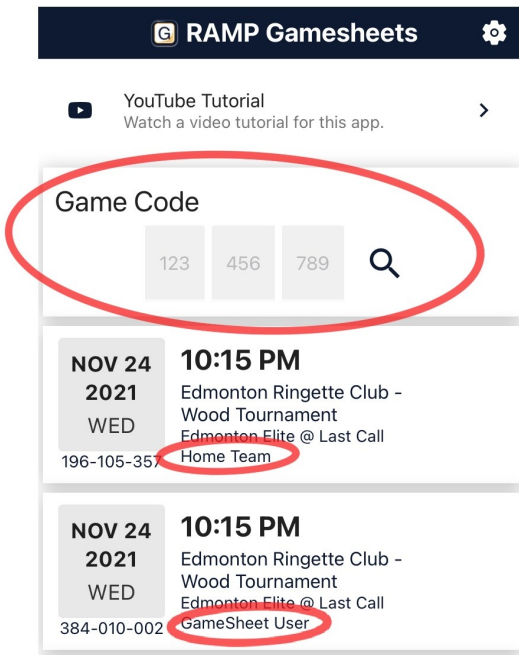 G RAMP Gamesheets
YouTube Tutorial
Watch a video tutorial for this app.
Game Code
123 456 789
NOV 24
2021
WED
196-105-357
10:15 PM
Edmonton Ringette Club -
Wood Tournament
Edmonton Elite @ Last Call
Home Team
NOV 24
2021
WED
384-010-002
10:15 PM
Edmonton Ringette Club -
Wood Tournament
Edmonton Elite @ Last Call
GameSheet User